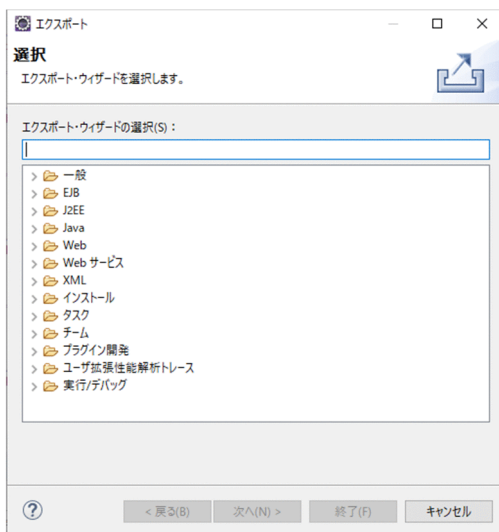 エクスポート
選択
エクスポート・ウィザードを選択します。
エクスポート・ウィザードの選択(S)：
一般
EJB
J2EE
Java
Web
Web サービス
XML
インストール
タスク
チーム
プラグイン開発
ユーザ拡張性能解析トレース
実行/デバッグ
?
< 戻る(B)
次へ(N) >
終了(F)
キャンセル